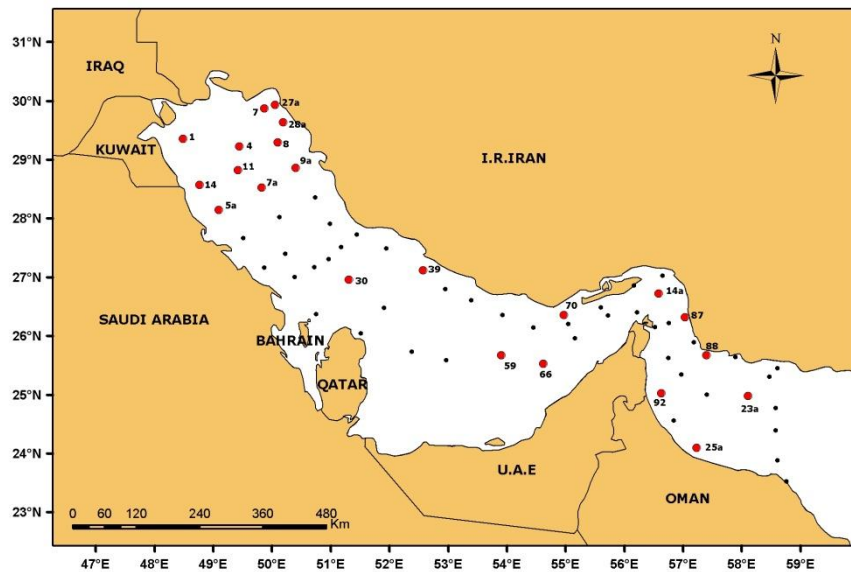 N
31°N
30°N
29°N
28°N
27°N
26°N
25°N
24°N
23°N
IRAQ
KUWAIT
I.R.IRAN
SAUDI ARABIA
BAHRAIN
QATAR
U.A.E
OMAN
27a
7
28a
1
4
8
11
9a
14
7a
5a
30
39
70
14a
87
59
66
88
92
23a
25a
0 60 120 240 360 480
Km
47°E 48°E 49°E 50°E 51°E 52°E 53°E 54°E 55°E 56°E 57°E 58°E 59°E